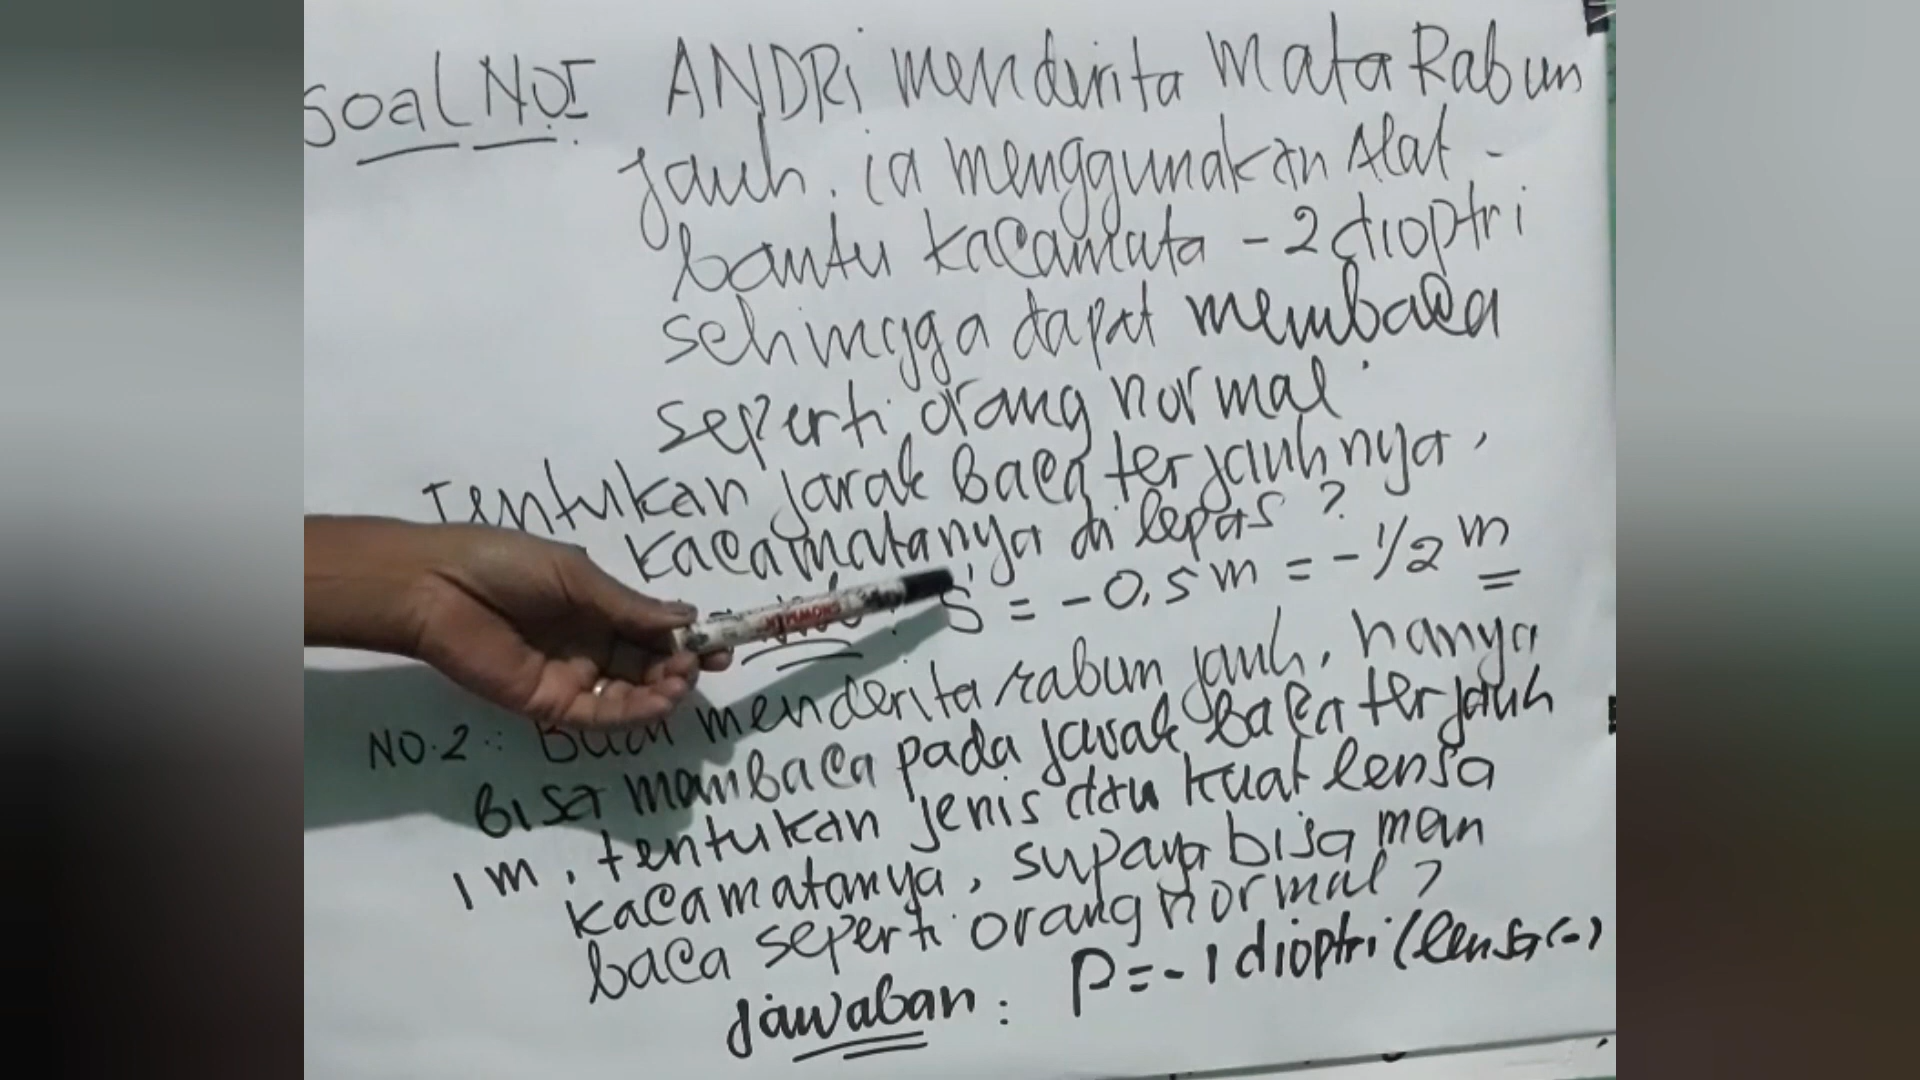 Soal NO I ANDRi menderita mata Rabun
jauh. ia menggunakan Alat -
bantu kacamata - 2 dioptri
sehingga dapat membaca
seperti orang normal.
Tentukan jarak baca terjauhnya,
kacamatanya di lepas ?
S' = - 0,5 m = - 1/2 m
NO.2 : Budi menderita rabun jauh, hanya
Bisa membaca pada jarak baca terjauh
1 m, tentukan jenis dan kuat lensa
kacamatanya, supaya bisa mem
baca seperti orang normal ?
Jawaban : P = - 1 dioptri (lensa (-)
SNOWMAN